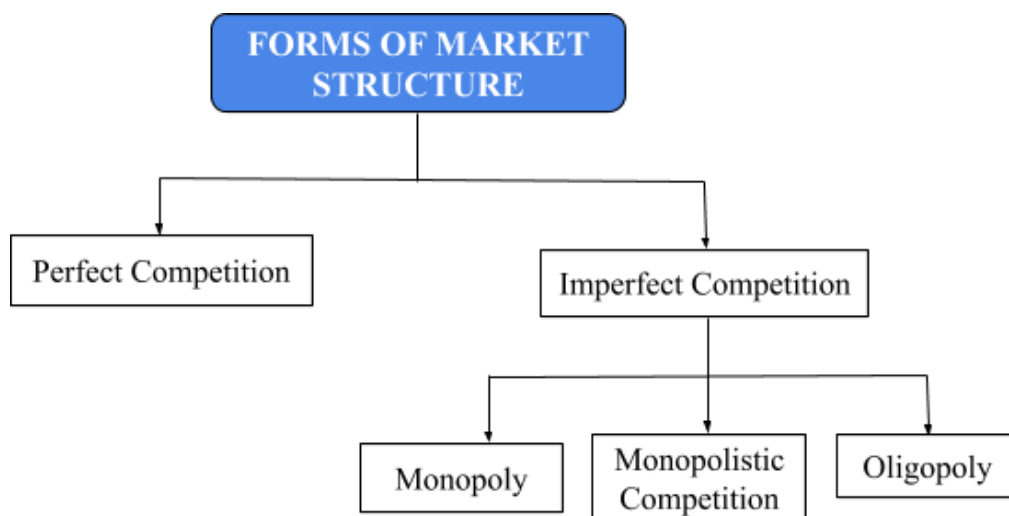 FORMS OF MARKET
STRUCTURE
Perfect Competition
Imperfect Competition
Monopoly
Monopolistic
Competition
Oligopoly